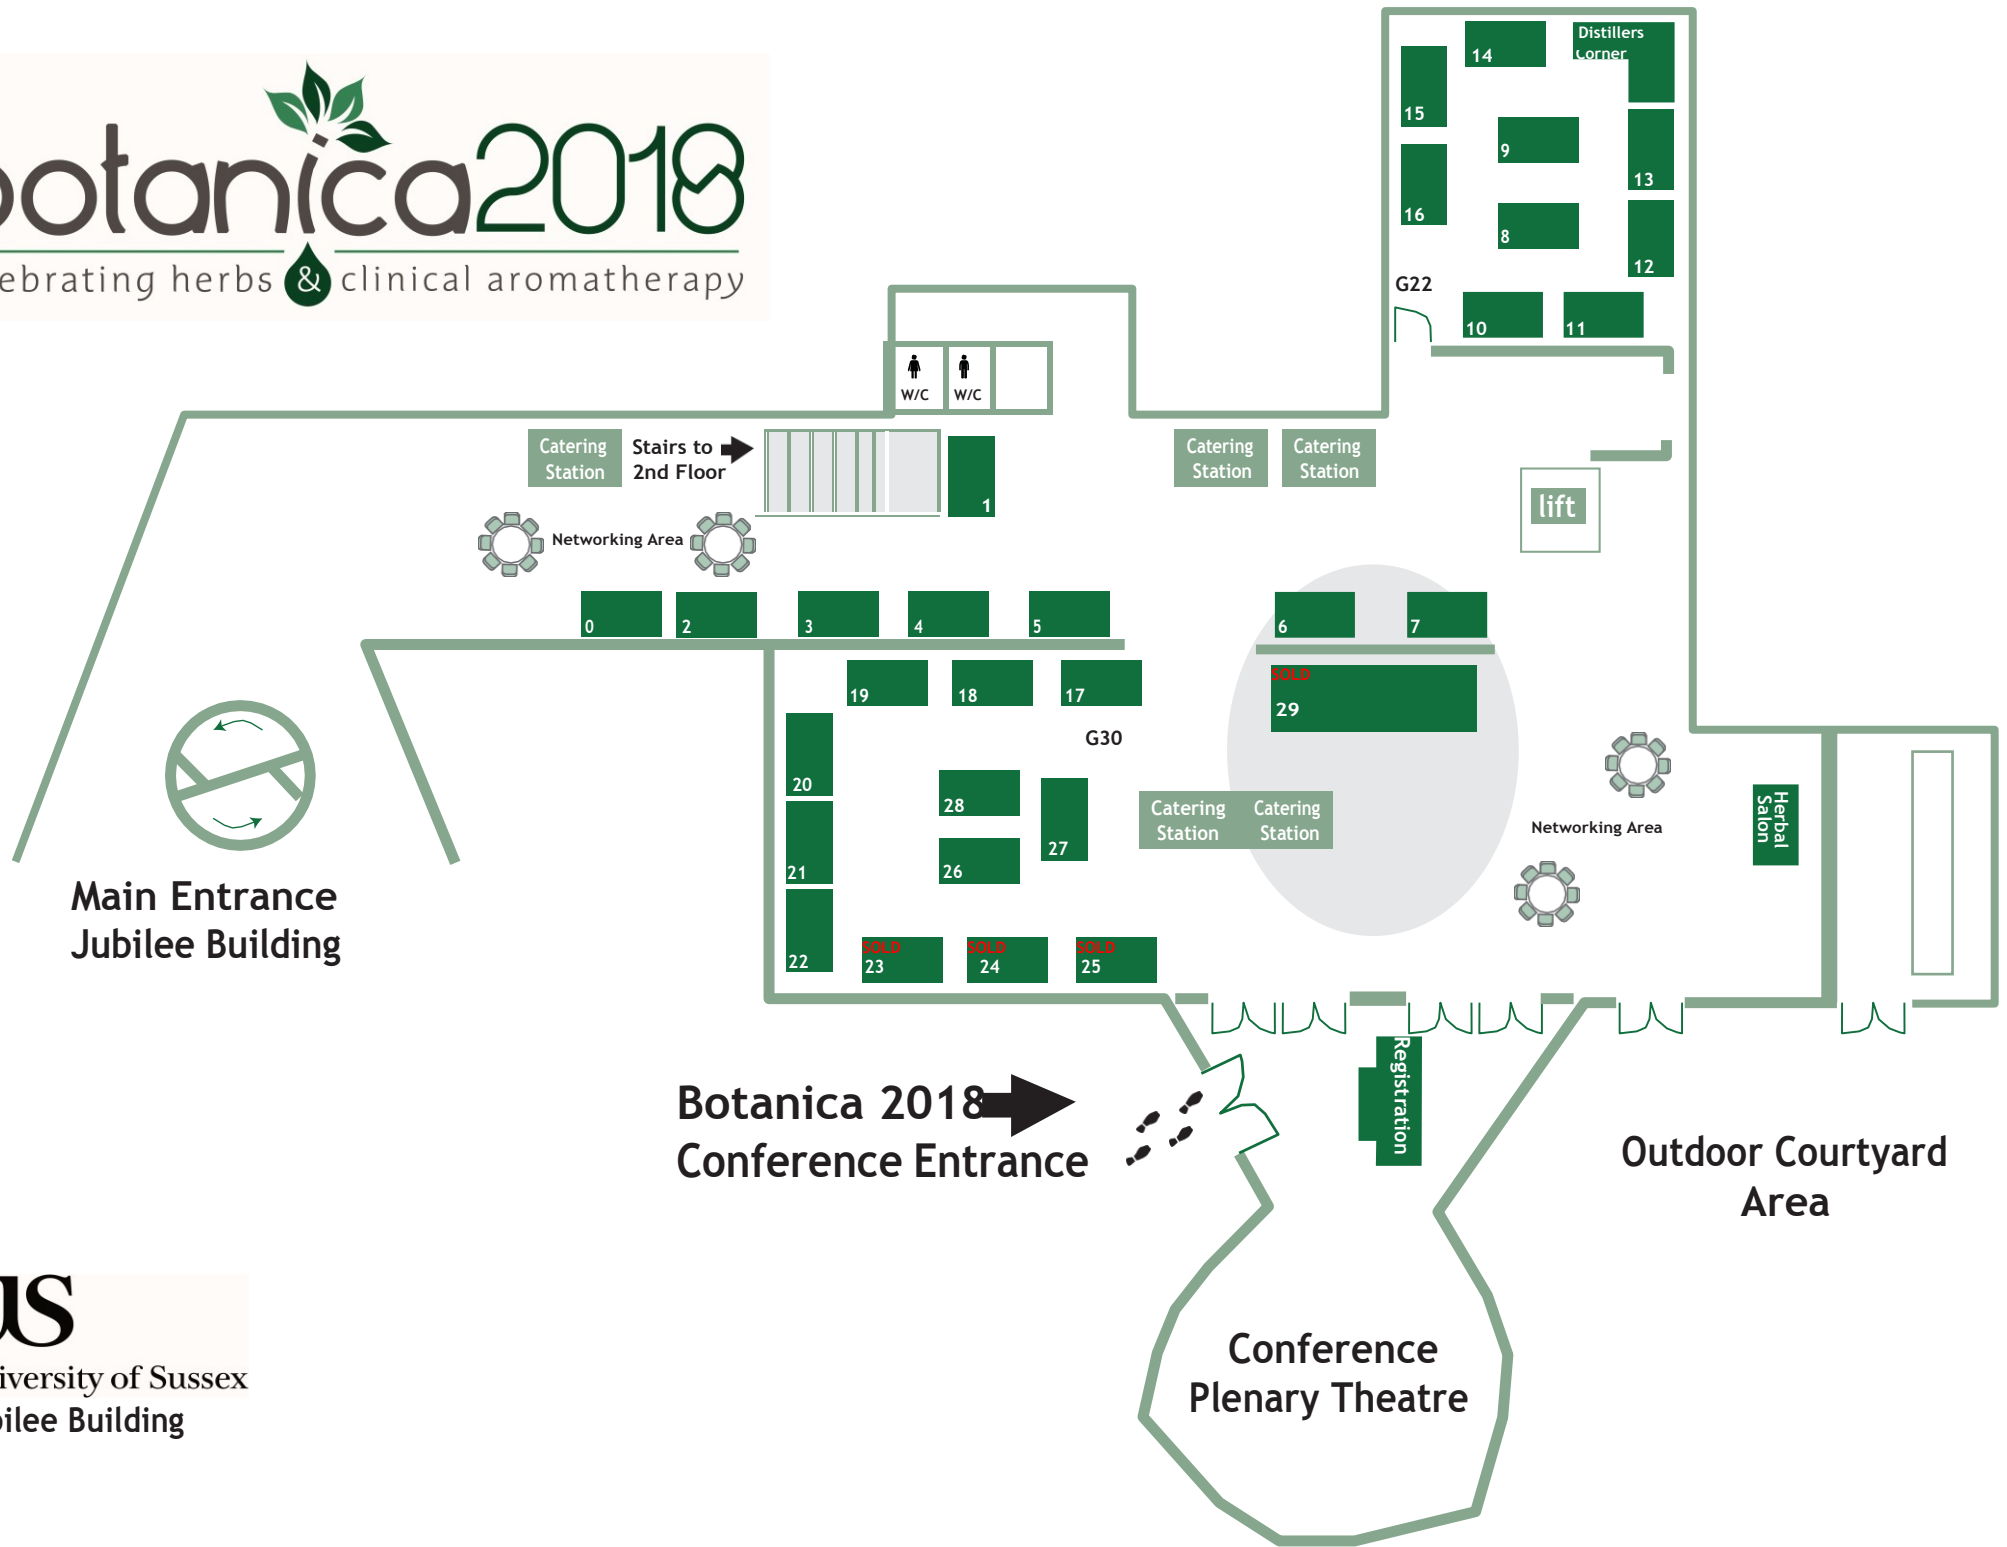 botanica2018
ebrating herbs & clinical aromatherapy
14
Distillers
Corner
15
9
13
16
8
12
G22
10
11
W/C
W/C
Catering
Station
Stairs to
2nd Floor
1
Catering
Station
Catering
Station
lift
Networking Area
0
2
3
4
5
6
7
19
18
17
SOLD
29
G30
20
28
27
26
21
22
Catering
Station
Catering
Station
Networking Area
Herbal
Salon
SOLD
23
SOLD
24
SOLD
25
Main Entrance
Jubilee Building
Registration
Botanica 2018
Conference Entrance
Outdoor Courtyard
Area
Conference
Plenary Theatre
us
iversity of Sussex
ilee Building